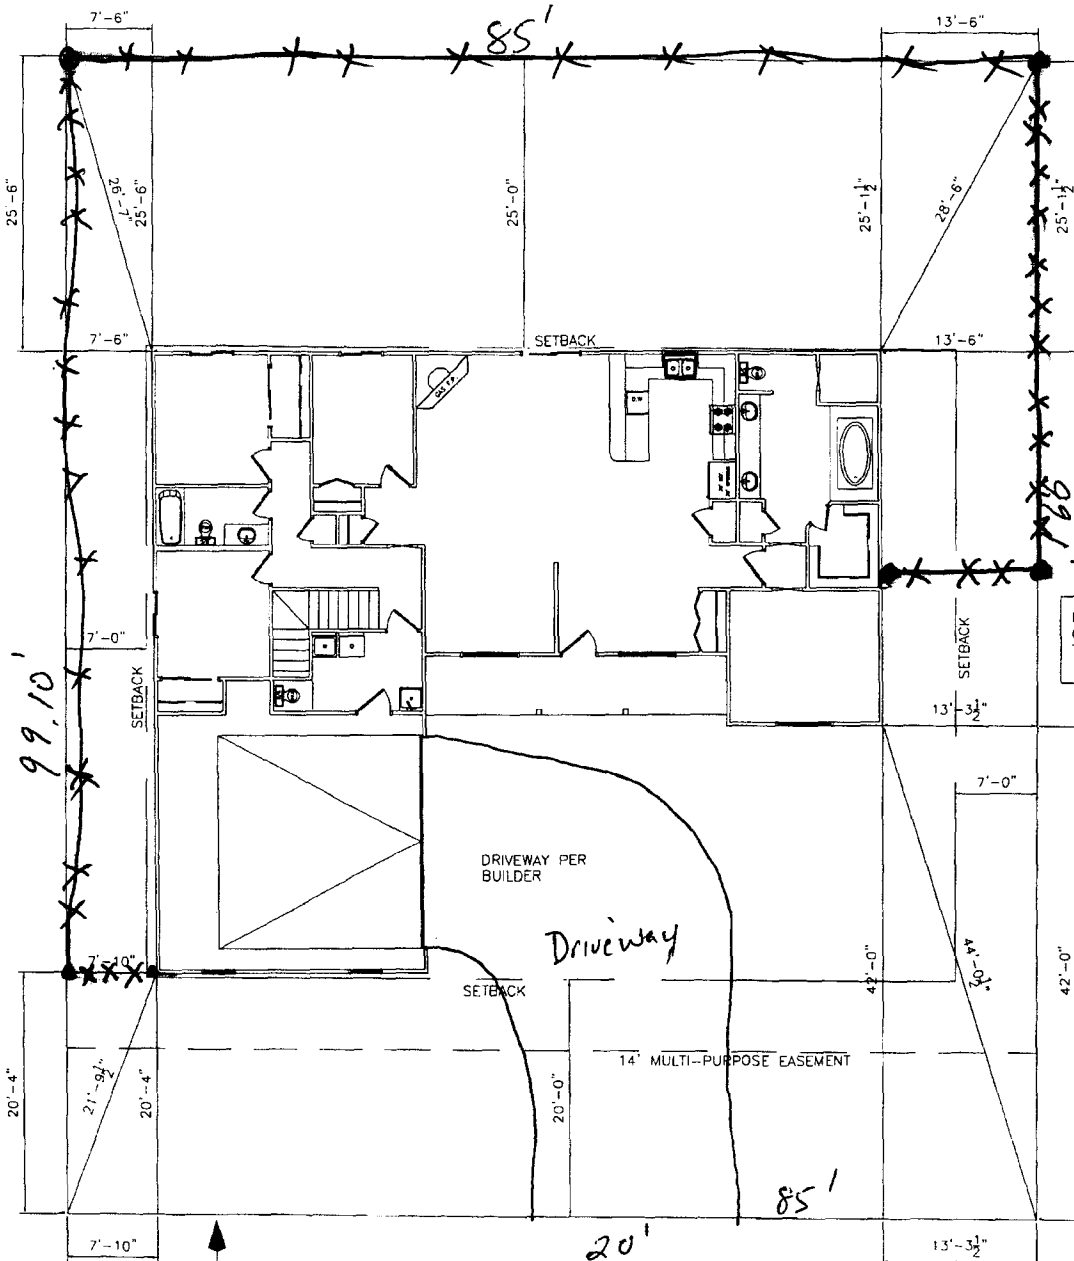 7'-6"
85'
13'-6"
25'-6"
26'-7"
25'-6"
25'-0"
25'-1½"
28'-6"
25'-1½"
7'-6"
SETBACK
13'-6"
GAS F.P.
D.W
7'-0"
SETBACK
SETBACK
99.10'
13'-3½"
7'-0"
DRIVEWAY PER
BUILDER
Driveway
7'-10"
SETBACK
42'-0"
44'-0½"
42'-0"
14' MULTI-PURPOSE EASEMENT
20'-4"
21'-9½"
20'-4"
20'-0"
85'
20'
7'-10"
13'-3½"